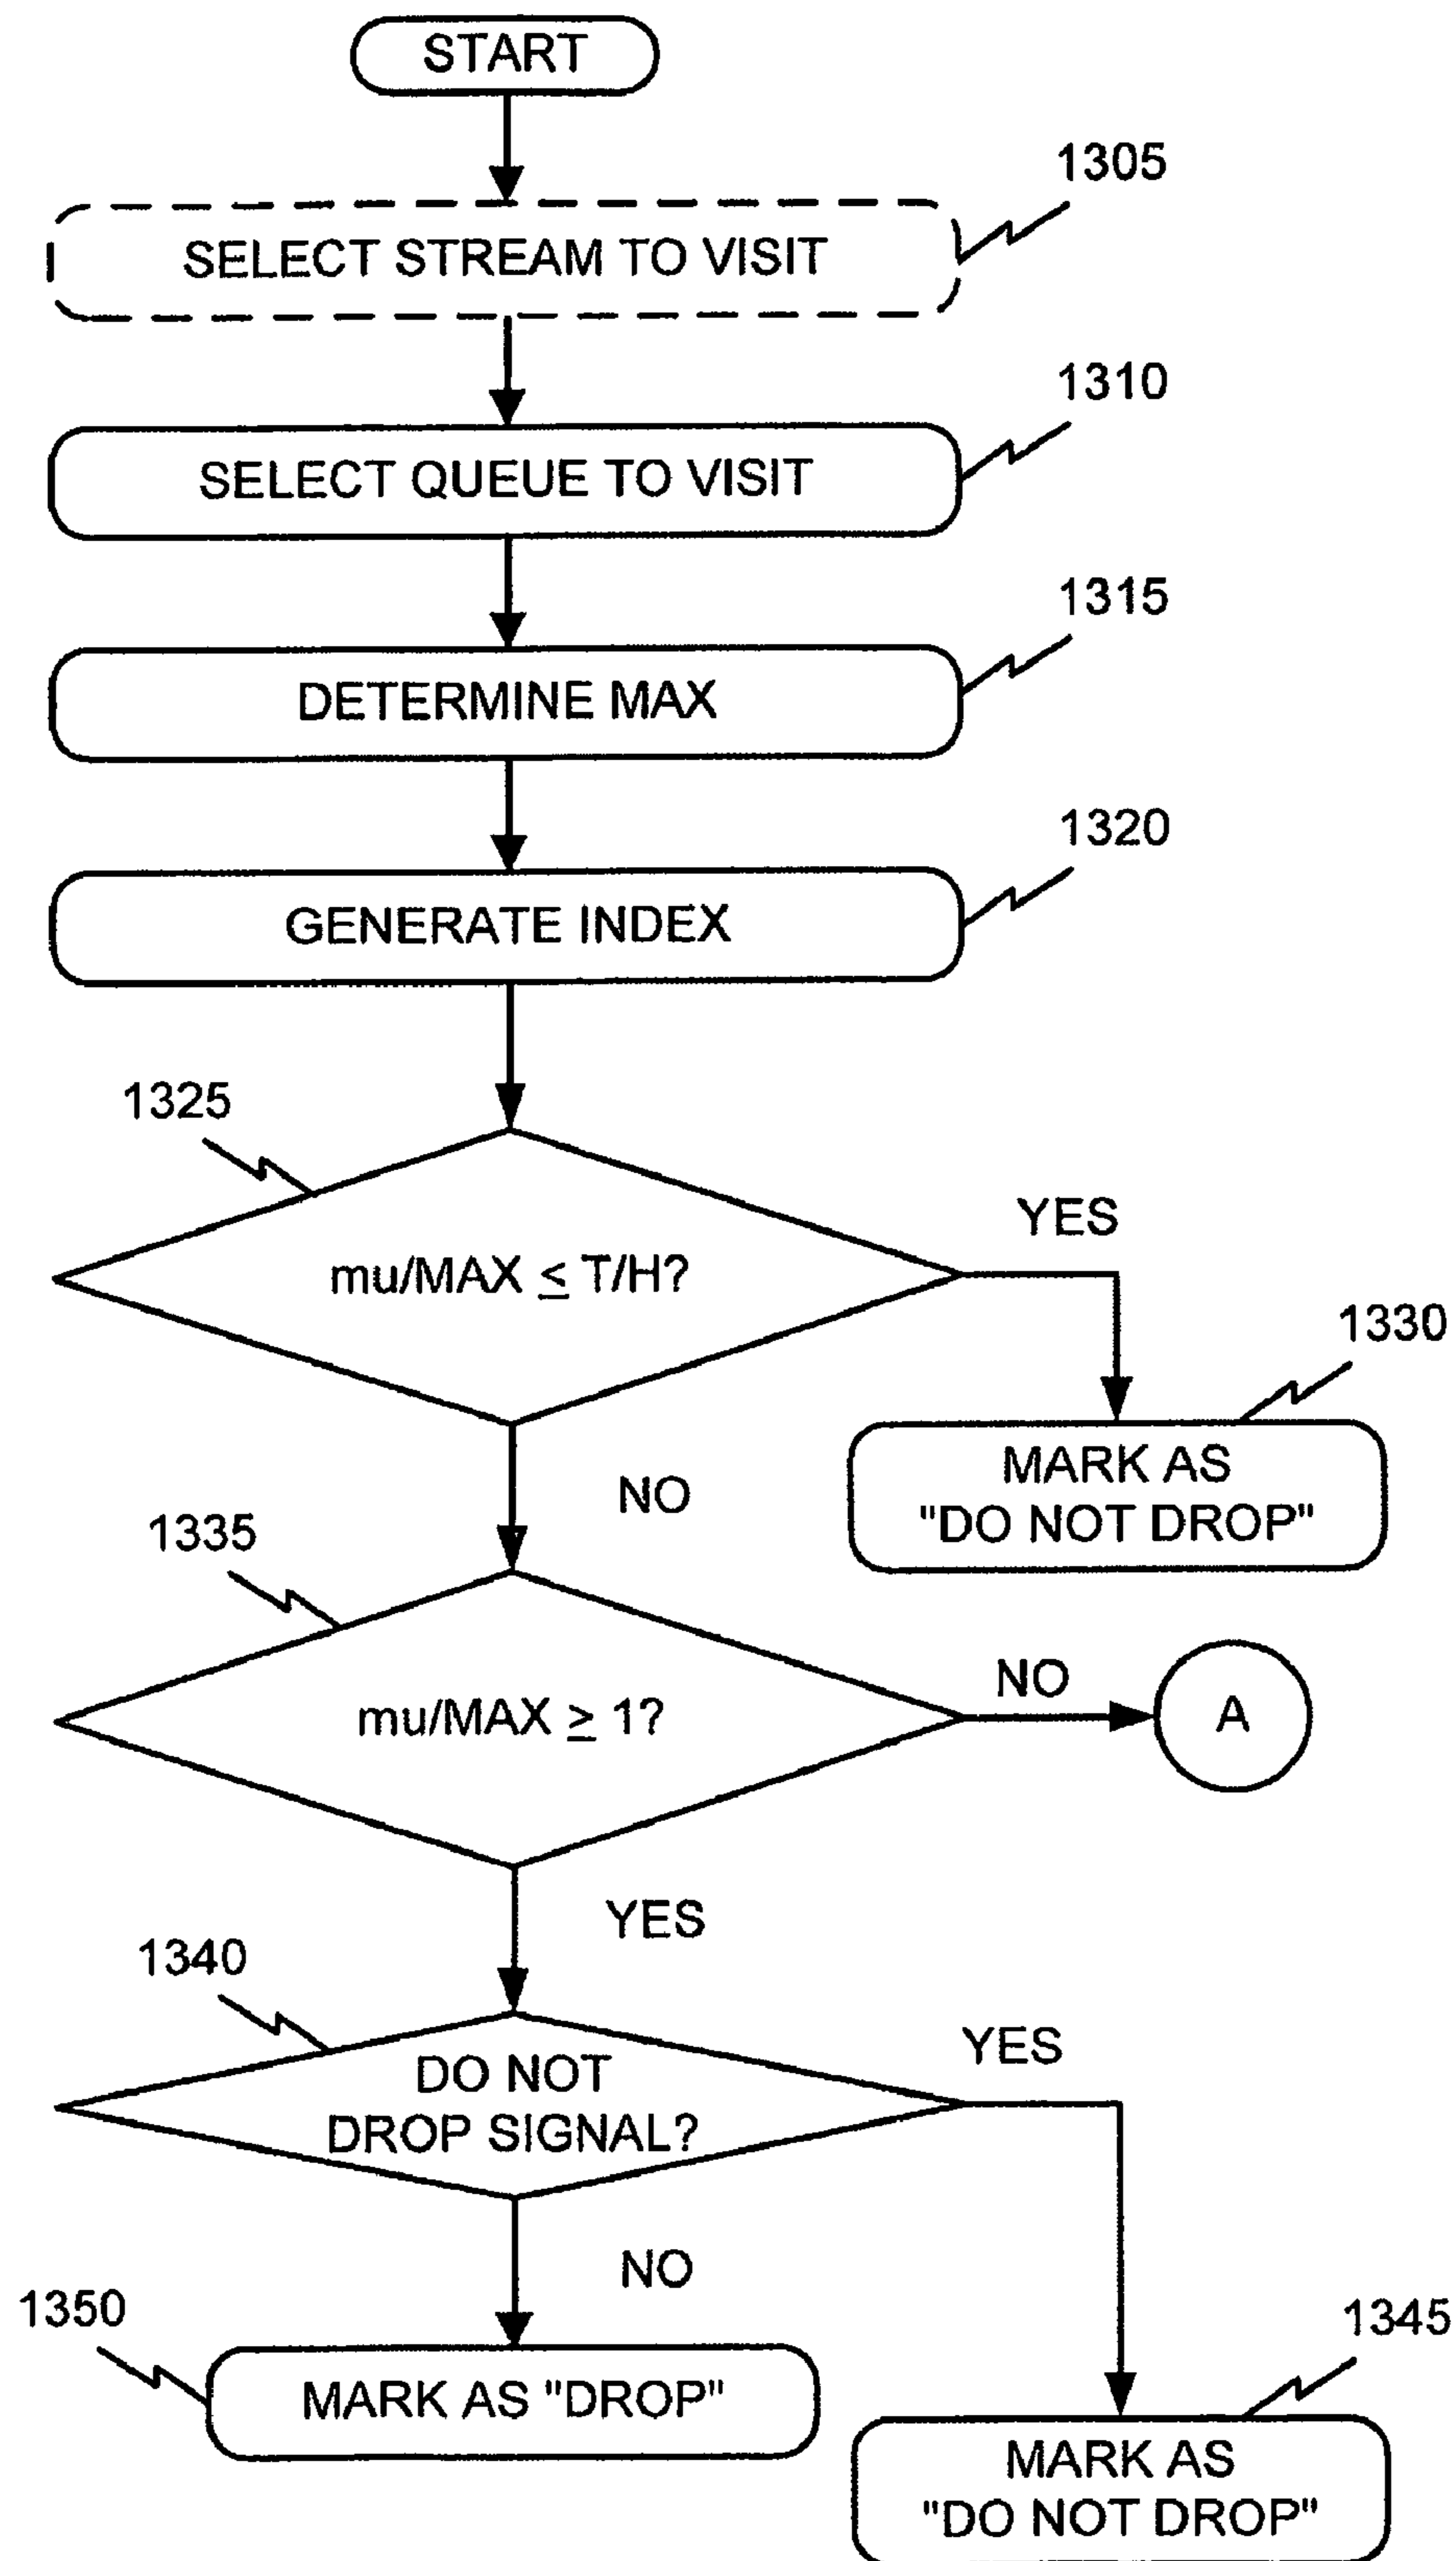 START
1305
SELECT STREAM TO VISIT
1310
SELECT QUEUE TO VISIT
1315
DETERMINE MAX
1320
GENERATE INDEX
1325
mu/MAX ≤ T/H?
YES
1330
MARK AS
"DO NOT DROP"
NO
1335
mu/MAX ≥ 1?
NO
A
YES
1340
DO NOT
DROP SIGNAL?
YES
NO
1350
MARK AS "DROP"
1345
MARK AS
"DO NOT DROP"